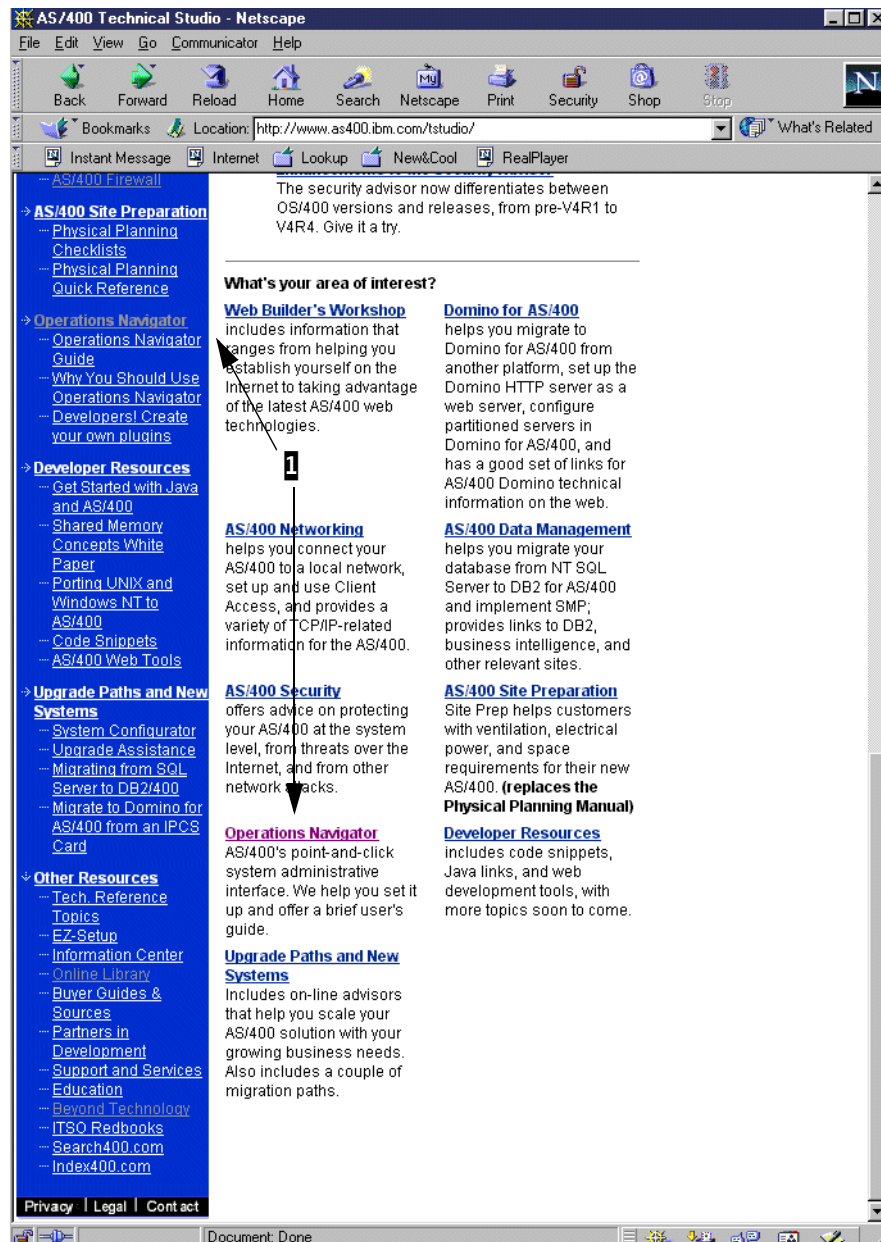 AS/400 Technical Studio - Netscape
File Edit View Go Communicator Help
Back Forward Reload Home Search Netscape Print Security Shop Stop
My
N
Bookmarks Location: http://www.as400.ibm.com/tstudio/ What's Related
Instant Message Internet Lookup New&Cool RealPlayer
AS/400 Firewall
AS/400 Site Preparation
Physical Planning
Checklists
Physical Planning
Quick Reference
Operations Navigator
Operations Navigator
Guide
Why You Should Use
Operations Navigator
Developers! Create
your own plugins
Developer Resources
Get Started with Java
and AS/400
Shared Memory
Concepts White
Paper
Porting UNIX and
Windows NT to
AS/400
Code Snippets
AS/400 Web Tools
Upgrade Paths and New
Systems
System Configurator
Upgrade Assistance
Migrating from SQL
Server to DB2/400
Migrate to Domino for
AS/400 from an IPCS
Card
Other Resources
Tech. Reference
Topics
EZ-Setup
Information Center
Online Library
Buyer Guides &
Sources
Partners in
Development
Support and Services
Education
Beyond Technology
ITSO Redbooks
Search400.com
Index400.com
Privacy | Legal | Contact
Enhancements to the Security Advisor
The security advisor now differentiates between
OS/400 versions and releases, from pre-V4R1 to
V4R4. Give it a try.
What's your area of interest?
Web Builder's Workshop
includes information that
ranges from helping you
establish yourself on the
Internet to taking advantage
of the latest AS/400 web
technologies.
1
Domino for AS/400
helps you migrate to
Domino for AS/400 from
another platform, set up the
Domino HTTP server as a
web server, configure
partitioned servers in
Domino for AS/400, and
has a good set of links for
AS/400 Domino technical
information on the web.
AS/400 Networking
helps you connect your
AS/400 to a local network,
set up and use Client
Access, and provides a
variety of TCP/IP-related
information for the AS/400.
AS/400 Data Management
helps you migrate your
database from NT SQL
Server to DB2 for AS/400
and implement SMP;
provides links to DB2,
business intelligence, and
other relevant sites.
AS/400 Security
offers advice on protecting
your AS/400 at the system
level, from threats over the
Internet, and from other
network attacks.
AS/400 Site Preparation
Site Prep helps customers
with ventilation, electrical
power, and space
requirements for their new
AS/400. (replaces the
Physical Planning Manual)
Operations Navigator
AS/400's point-and-click
system administrative
interface. We help you set it
up and offer a brief user's
guide.
Developer Resources
includes code snippets,
Java links, and web
development tools, with
more topics soon to come.
Upgrade Paths and New
Systems
Includes on-line advisors
that help you scale your
AS/400 solution with your
growing business needs.
Also includes a couple of
migration paths.
Document: Done